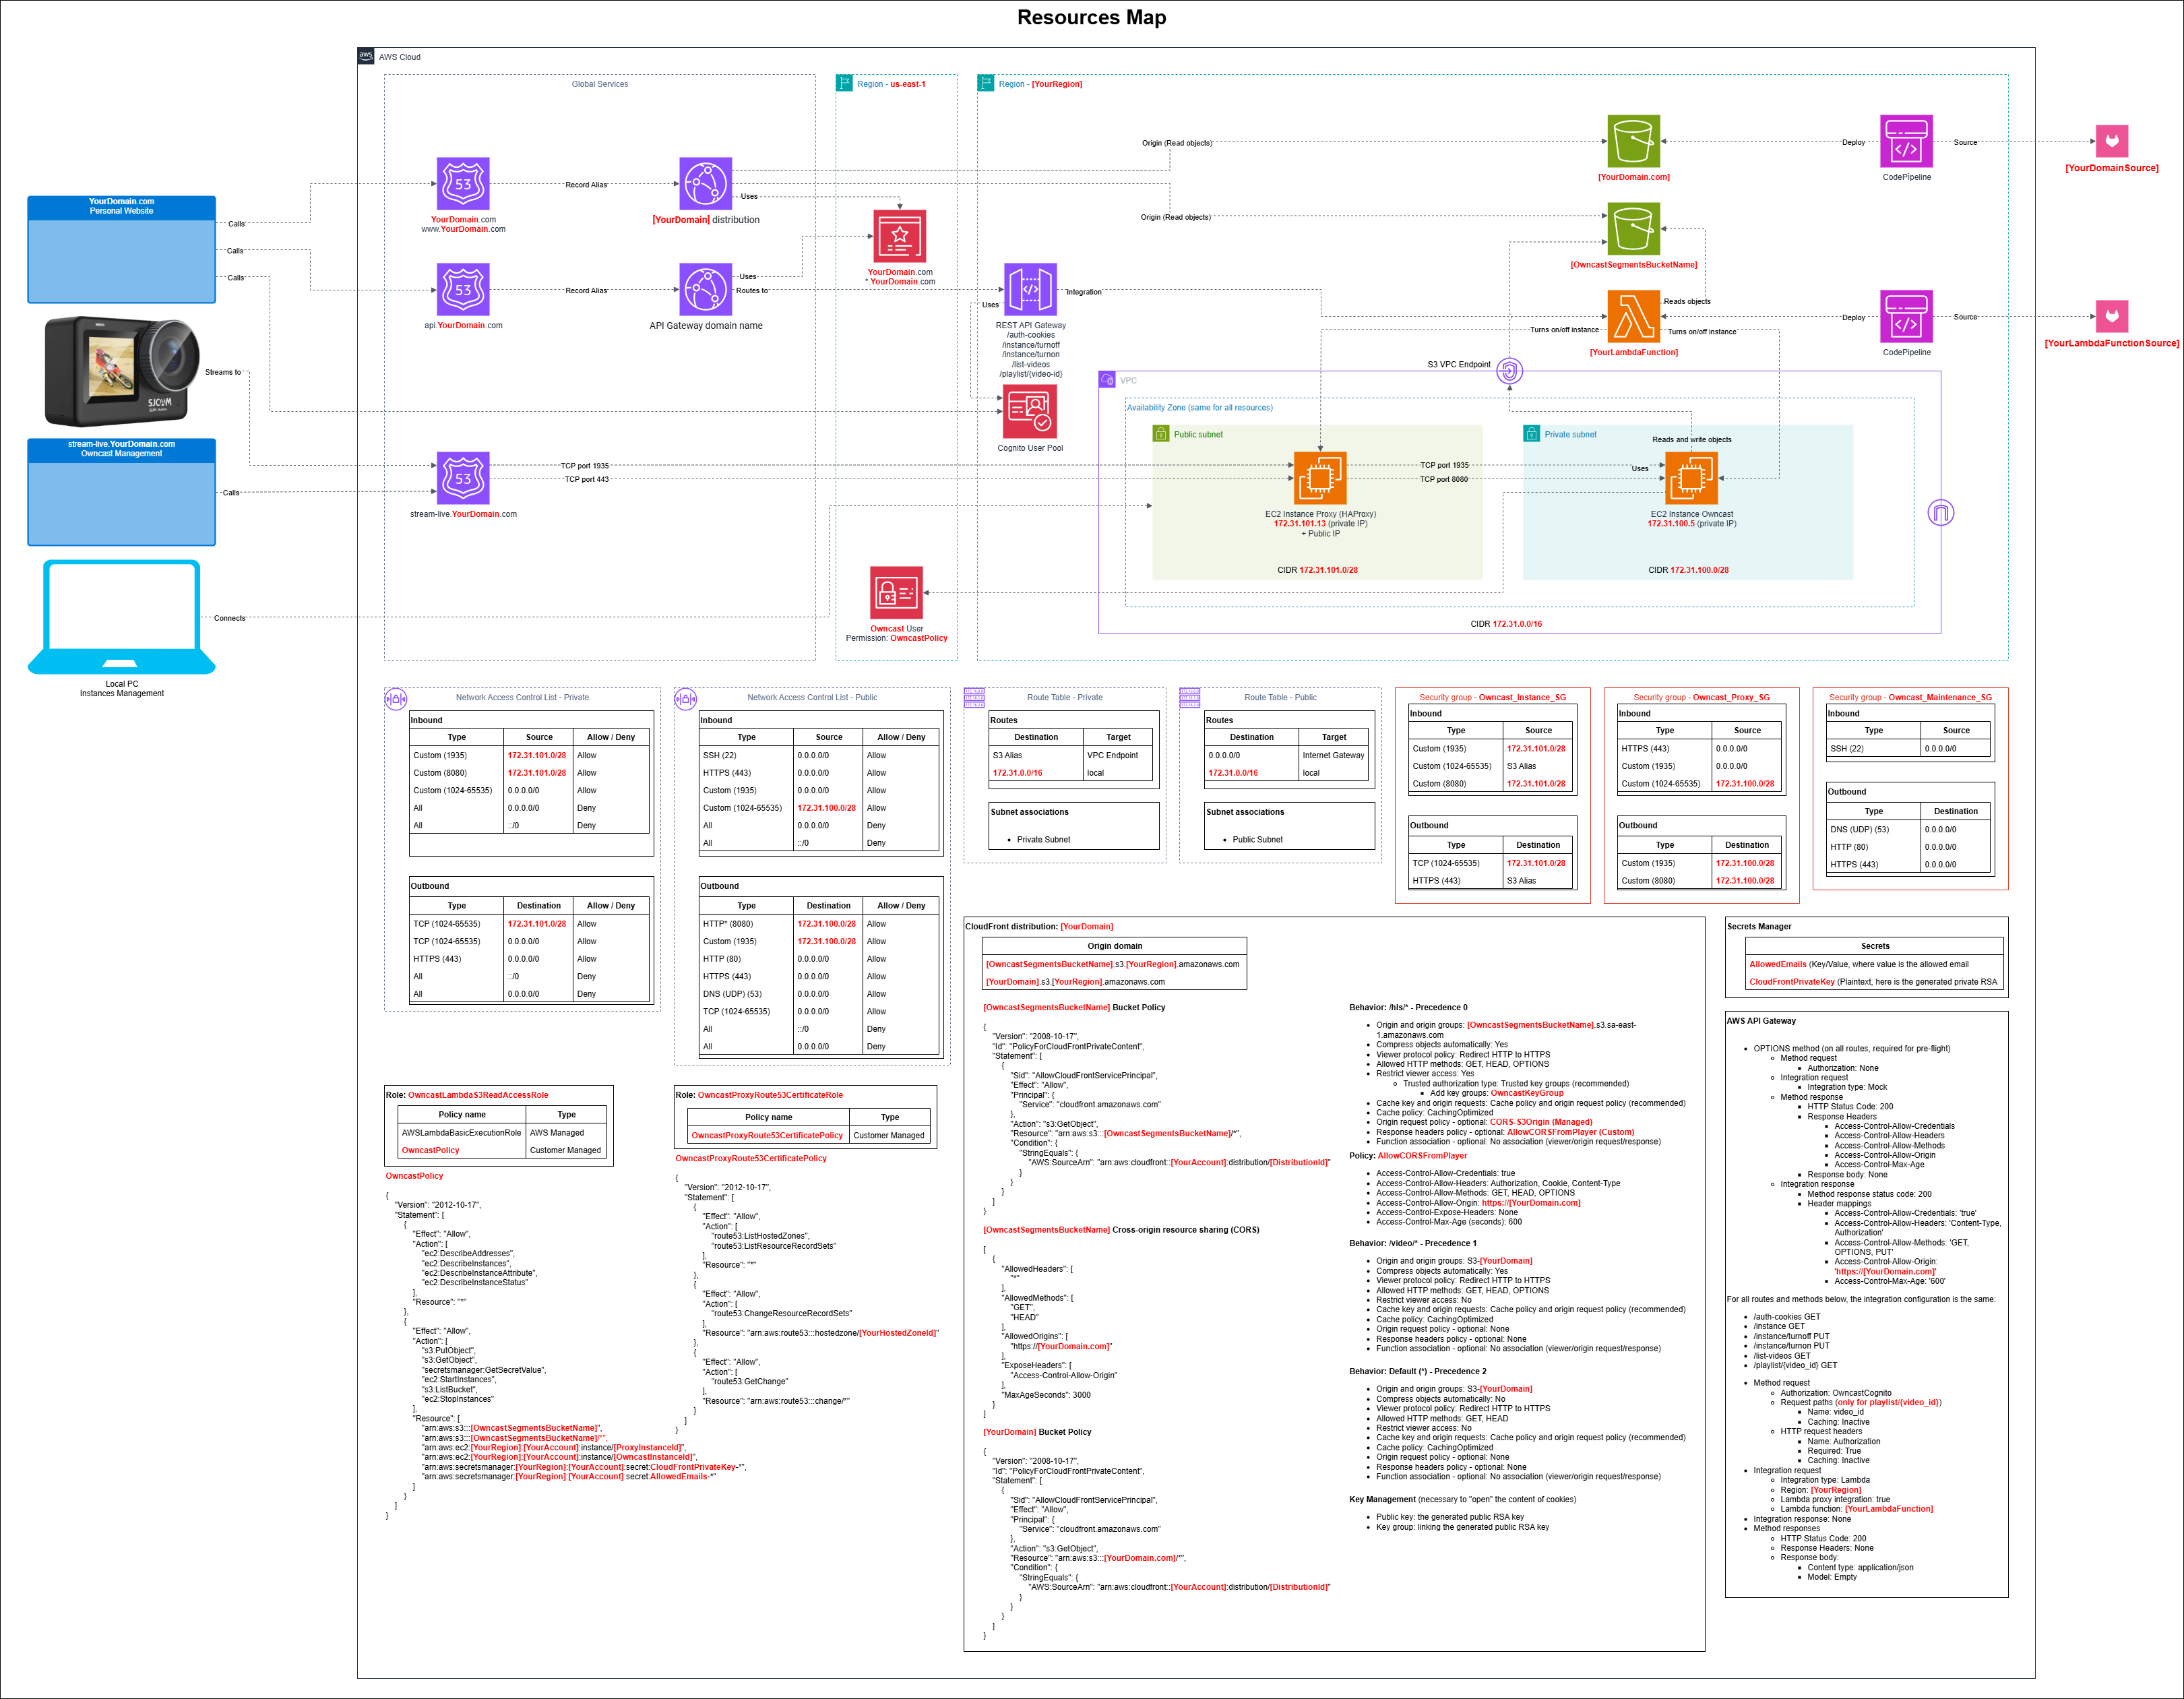 Resources Map
aws
AWS Cloud
Global Services
Region - us-east-1
Region - [YourRegion]
YourDomain.com
Personal Website
Calls
Calls
Calls
53
YourDomain.com
www.YourDomain.com
Record Alias
[YourDomain] distribution
Uses
Origin (Read objects)
Origin (Read objects)
[YourDomain.com]
Deploy
CodePipeline
Source
[YourDomainSource]
YourDomain.com
*.YourDomain.com
[OwncastSegmentsBucketName]
53
api.YourDomain.com
Record Alias
API Gateway domain name
Uses
Routes to
Uses
Integration
REST API Gateway
/auth-cookies
/instance/turnoff
/instance/turnon
/list-videos
/playlist/{video-id}
Reads objects
Turns on/off instance
Turns on/off instance
[YourLambdaFunction]
Deploy
CodePipeline
Source
[YourLambdaFunctionSource]
Streams to
SJCAM
Cognito User Pool
S3 VPC Endpoint
VPC
Availability Zone (same for all resources)
Public subnet
Private subnet
Reads and write objects
Uses
stream-live.YourDomain.com
Owncast Management
Calls
53
stream-live.YourDomain.com
TCP port 1935
TCP port 443
TCP port 1935
TCP port 8080
EC2 Instance Proxy (HAProxy)
172.31.101.13 (private IP)
+ Public IP
CIDR 172.31.101.0/28
EC2 Instance Owncast
172.31.100.5 (private IP)
CIDR 172.31.100.0/28
CIDR 172.31.0.0/16
Connects
Local PC
Instances Management
Owncast User
Permission: OwncastPolicy
Network Access Control List - Private
Inbound
Type Source Allow / Deny
Custom (1935) 172.31.101.0/28 Allow
Custom (8080) 172.31.101.0/28 Allow
Custom (1024-65535) 0.0.0.0/0 Allow
All 0.0.0.0/0 Deny
All ::/0 Deny
Outbound
Type Destination Allow / Deny
TCP (1024-65535) 172.31.101.0/28 Allow
TCP (1024-65535) 0.0.0.0/0 Allow
HTTPS (443) 0.0.0.0/0 Allow
All ::/0 Deny
All 0.0.0.0/0 Deny
Network Access Control List - Public
Inbound
Type Source Allow / Deny
SSH (22) 0.0.0.0/0 Allow
HTTPS (443) 0.0.0.0/0 Allow
Custom (1935) 0.0.0.0/0 Allow
Custom (1024-65535) 172.31.100.0/28 Allow
All 0.0.0.0/0 Deny
All ::/0 Deny
Outbound
Type Destination Allow / Deny
HTTP* (8080) 172.31.100.0/28 Allow
Custom (1935) 172.31.100.0/28 Allow
HTTP (80) 0.0.0.0/0 Allow
HTTPS (443) 0.0.0.0/0 Allow
DNS (UDP) (53) 0.0.0.0/0 Allow
TCP (1024-65535) 0.0.0.0/0 Allow
All ::/0 Deny
All 0.0.0.0/0 Deny
Route Table - Private
Routes
Destination Target
S3 Alias VPC Endpoint
172.31.0.0/16 local
Subnet associations
• Private Subnet
Route Table - Public
Routes
Destination Target
0.0.0.0/0 Internet Gateway
172.31.0.0/16 local
Subnet associations
• Public Subnet
Security group - Owncast_Instance_SG
Inbound
Type Source
Custom (1935) 172.31.101.0/28
Custom (1024-65535) S3 Alias
Custom (8080) 172.31.101.0/28
Outbound
Type Destination
TCP (1024-65535) 172.31.101.0/28
HTTPS (443) S3 Alias
Security group - Owncast_Proxy_SG
Inbound
Type Source
HTTPS (443) 0.0.0.0/0
Custom (1935) 0.0.0.0/0
Custom (1024-65535) 172.31.100.0/28
Outbound
Type Destination
Custom (1935) 172.31.100.0/28
Custom (8080) 172.31.100.0/28
Security group - Owncast_Maintenance_SG
Inbound
Type Source
SSH (22) 0.0.0.0/0
Outbound
Type Destination
DNS (UDP) (53) 0.0.0.0/0
HTTP (80) 0.0.0.0/0
HTTPS (443) 0.0.0.0/0
Role: OwncastLambdaS3ReadAccessRole
Policy name Type
AWSLambdaBasicExecutionRole AWS Managed
OwncastPolicy Customer Managed
OwncastPolicy
{
"Version": "2012-10-17",
"Statement": [
{
"Effect": "Allow",
"Action": [
"ec2:DescribeAddresses",
"ec2:DescribeInstances",
"ec2:DescribeInstanceAttribute",
"ec2:DescribeInstanceStatus"
],
"Resource": "*"
},
{
"Effect": "Allow",
"Action": [
"s3:PutObject",
"s3:GetObject",
"secretsmanager:GetSecretValue",
"ec2:StartInstances",
"s3:ListBucket",
"ec2:StopInstances"
],
"Resource": [
"arn:aws:s3:::[OwncastSegmentsBucketName]",
"arn:aws:s3:::[OwncastSegmentsBucketName]/*",
"arn:aws:ec2:[YourRegion]:[YourAccount]:instance/[ProxyInstanceId]",
"arn:aws:ec2:[YourRegion]:[YourAccount]:instance/[OwncastInstanceId]",
"arn:aws:secretsmanager:[YourRegion]:[YourAccount]:secret:CloudFrontPrivateKey-*",
"arn:aws:secretsmanager:[YourRegion]:[YourAccount]:secret:AllowedEmails-*"
]
}
]
}
Role: OwncastProxyRoute53CertificateRole
Policy name Type
OwncastProxyRoute53CertificatePolicy Customer Managed
OwncastProxyRoute53CertificatePolicy
{
"Version": "2012-10-17",
"Statement": [
{
"Effect": "Allow",
"Action": [
"route53:ListHostedZones",
"route53:ListResourceRecordSets"
],
"Resource": "*"
},
{
"Effect": "Allow",
"Action": [
"route53:ChangeResourceRecordSets"
],
"Resource": "arn:aws:route53:::hostedzone/[YourHostedZoneId]"
},
{
"Effect": "Allow",
"Action": [
"route53:GetChange"
],
"Resource": "arn:aws:route53:::change/*"
}
]
}
CloudFront distribution: [YourDomain]
Origin domain
[OwncastSegmentsBucketName].s3.[YourRegion].amazonaws.com
[YourDomain].s3.[YourRegion].amazonaws.com
[OwncastSegmentsBucketName] Bucket Policy
{
"Version": "2008-10-17",
"Id": "PolicyForCloudFrontPrivateContent",
"Statement": [
{
"Sid": "AllowCloudFrontServicePrincipal",
"Effect": "Allow",
"Principal": {
"Service": "cloudfront.amazonaws.com"
},
"Action": "s3:GetObject",
"Resource": "arn:aws:s3:::[OwncastSegmentsBucketName]/*",
"Condition": {
"StringEquals": {
"AWS:SourceArn": "arn:aws:cloudfront::[YourAccount]:distribution/[DistributionId]"
}
}
}
]
}
[OwncastSegmentsBucketName] Cross-origin resource sharing (CORS)
[
{
"AllowedHeaders": [
"*"
],
"AllowedMethods": [
"GET",
"HEAD"
],
"AllowedOrigins": [
"https://[YourDomain.com]"
],
"ExposeHeaders": [
"Access-Control-Allow-Origin"
],
"MaxAgeSeconds": 3000
}
]
[YourDomain] Bucket Policy
{
"Version": "2008-10-17",
"Id": "PolicyForCloudFrontPrivateContent",
"Statement": [
{
"Sid": "AllowCloudFrontServicePrincipal",
"Effect": "Allow",
"Principal": {
"Service": "cloudfront.amazonaws.com"
},
"Action": "s3:GetObject",
"Resource": "arn:aws:s3:::[YourDomain.com]/*",
"Condition": {
"StringEquals": {
"AWS:SourceArn": "arn:aws:cloudfront::[YourAccount]:distribution/[DistributionId]"
}
}
}
]
}
Behavior: /hls/* - Precedence 0
• Origin and origin groups: [OwncastSegmentsBucketName].s3.sa-east-
1.amazonaws.com
• Compress objects automatically: Yes
• Viewer protocol policy: Redirect HTTP to HTTPS
• Allowed HTTP methods: GET, HEAD, OPTIONS
• Restrict viewer access: Yes
Trusted authorization type: Trusted key groups (recommended)
Add key groups: OwncastKeyGroup
• Cache key and origin requests: Cache policy and origin request policy (recommended)
• Cache policy: CachingOptimized
• Origin request policy - optional: CORS-S3Origin (Managed)
• Response headers policy - optional: AllowCORSFromPlayer (Custom)
• Function association - optional: No association (viewer/origin request/response)
Policy: AllowCORSFromPlayer
• Access-Control-Allow-Credentials: true
• Access-Control-Allow-Headers: Authorization, Cookie, Content-Type
• Access-Control-Allow-Methods: GET, HEAD, OPTIONS
• Access-Control-Allow-Origin: https://[YourDomain.com]
• Access-Control-Expose-Headers: None
• Access-Control-Max-Age (seconds): 600
Behavior: /video/* - Precedence 1
• Origin and origin groups: S3-[YourDomain]
• Compress objects automatically: Yes
• Viewer protocol policy: Redirect HTTP to HTTPS
• Allowed HTTP methods: GET, HEAD, OPTIONS
• Restrict viewer access: No
• Cache key and origin requests: Cache policy and origin request policy (recommended)
• Cache policy: CachingOptimized
• Origin request policy - optional: None
• Response headers policy - optional: None
• Function association - optional: No association (viewer/origin request/response)
Behavior: Default (*) - Precedence 2
• Origin and origin groups: S3-[YourDomain]
• Compress objects automatically: No
• Viewer protocol policy: Redirect HTTP to HTTPS
• Allowed HTTP methods: GET, HEAD
• Restrict viewer access: No
• Cache key and origin requests: Cache policy and origin request policy (recommended)
• Cache policy: CachingOptimized
• Origin request policy - optional: None
• Response headers policy - optional: None
• Function association - optional: No association (viewer/origin request/response)
Key Management (necessary to "open" the content of cookies)
• Public key: the generated public RSA key
• Key group: linking the generated public RSA key
Secrets Manager
Secrets
AllowedEmails (Key/Value, where value is the allowed email
CloudFrontPrivateKey (Plaintext, here is the generated private RSA
AWS API Gateway
• OPTIONS method (on all routes, required for pre-flight)
Method request
Authorization: None
Integration request
Integration type: Mock
Method response
HTTP Status Code: 200
Response Headers
Access-Control-Allow-Credentials
Access-Control-Allow-Headers
Access-Control-Allow-Methods
Access-Control-Allow-Origin
Access-Control-Max-Age
Response body: None
Integration response
Method response status code: 200
Header mappings
Access-Control-Allow-Credentials: 'true'
Access-Control-Allow-Headers: 'Content-Type,
Authorization'
Access-Control-Allow-Methods: 'GET,
OPTIONS, PUT'
Access-Control-Allow-Origin:
'https://[YourDomain.com]'
Access-Control-Max-Age: '600'
For all routes and methods below, the integration configuration is the same:
• /auth-cookies GET
• /instance GET
• /instance/turnoff PUT
• /instance/turnon PUT
• /list-videos GET
• /playlist/{video_id} GET
• Method request
Authorization: OwncastCognito
Request paths (only for playlist/{video_id})
Name: video_id
Caching: Inactive
HTTP request headers
Name: Authorization
Required: True
Caching: Inactive
• Integration request
Integration type: Lambda
Region: [YourRegion]
Lambda proxy integration: true
Lambda function: [YourLambdaFunction]
• Integration response: None
• Method responses
HTTP Status Code: 200
Response Headers: None
Response body:
Content type: application/json
Model: Empty